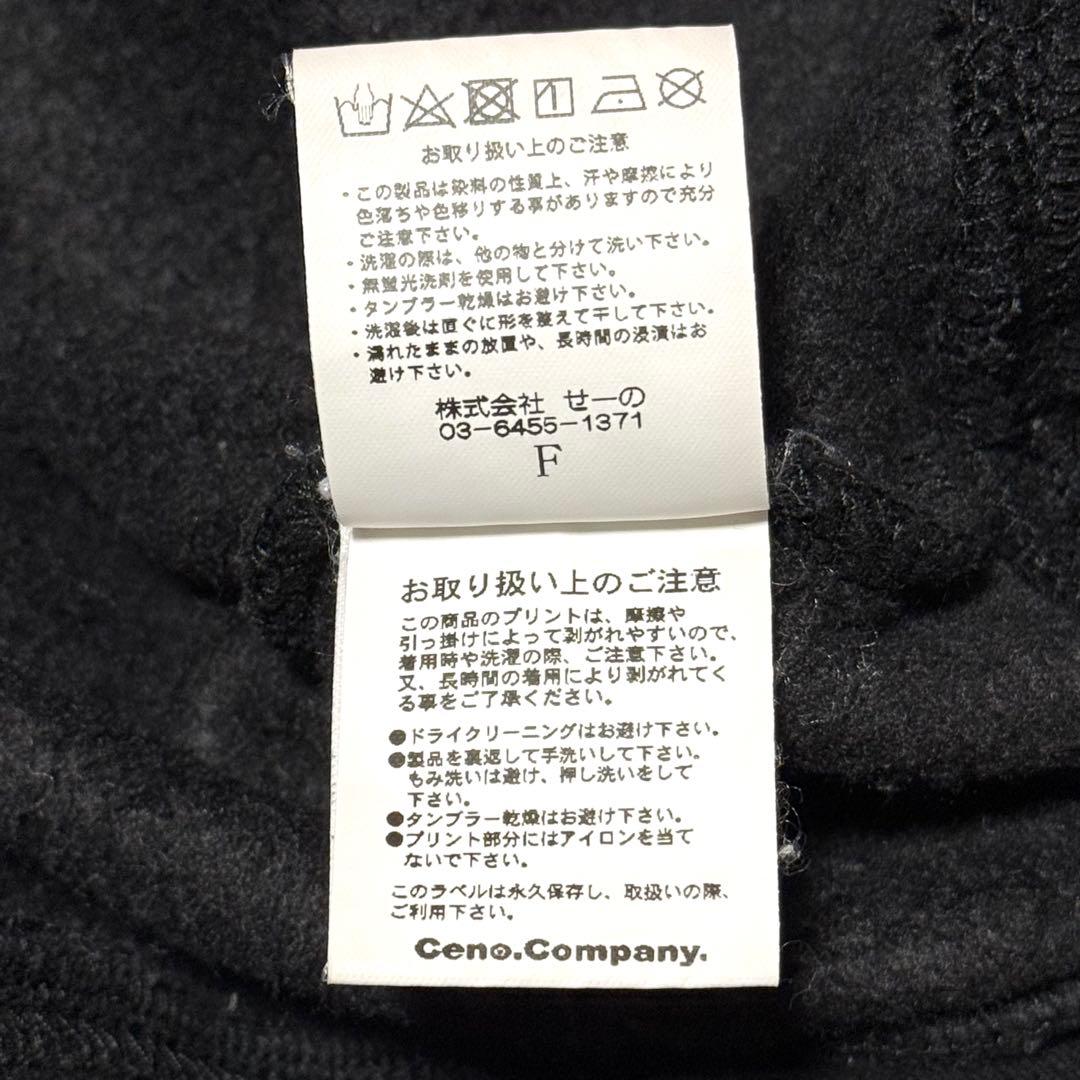 お取り扱い上のご注意
・この製品は染料の性質上、汗や摩擦により
色落ちや色移りする事がありますので充分
ご注意下さい。
・洗濯の際は、他の物と分けて洗い下さい。
・無蛍光洗剤を使用して下さい。
・タンブラー乾燥はお避け下さい。
・洗濯後は直ぐに形を整えて干して下さい。
・濡れたままの放置や、長時間の浸漬はお
避け下さい。
株式会社 せーの
03-6455-1371
F
お取り扱い上のご注意
この商品のプリントは、摩擦や
引っ掛けによって剥がれやすいので、
着用時や洗濯の際、ご注意下さい。
又、長時間の着用により剥がれてく
る事をご了承ください。
●ドライクリーニングはお避け下さい。
●製品を裏返して手洗いして下さい。
もみ洗いは避け、押し洗いをして
下さい。
●タンブラー乾燥はお避け下さい。
●プリント部分にはアイロンを当て
ないで下さい。
このラベルは永久保存し、取扱いの際、
ご利用下さい。
Ceno.Company.